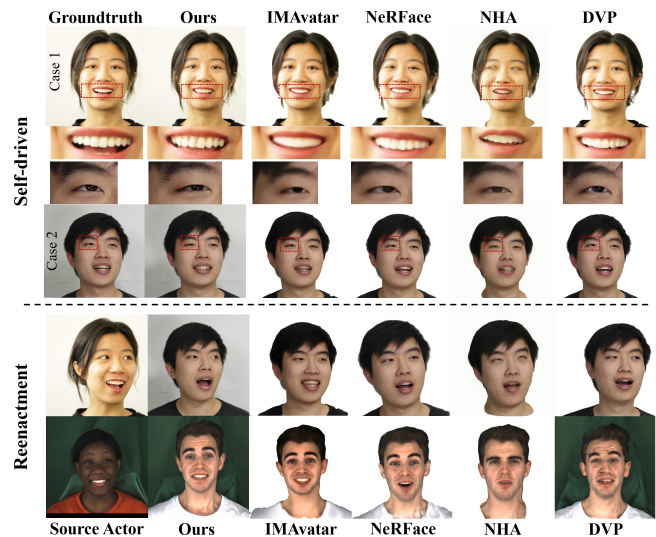 Groundtruth Ours IMAvatar NeRFace NHA DVP
Case 1
Self-driven
Case 2
Reenactment
Source Actor Ours IMAvatar NeRFace NHA DVP